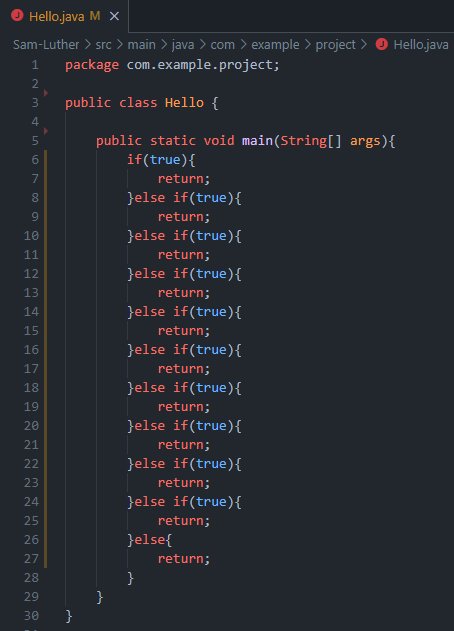 Hello.java M ×
Sam-Luther > src > main > java > com > example > project > Hello.java
1 package com.example.project;
2
3 public class Hello {
4
5     public static void main(String[] args){
6         if(true){
7             return;
8         }else if(true){
9             return;
10         }else if(true){
11             return;
12         }else if(true){
13             return;
14         }else if(true){
15             return;
16         }else if(true){
17             return;
18         }else if(true){
19             return;
20         }else if(true){
21             return;
22         }else if(true){
23             return;
24         }else if(true){
25             return;
26         }else{
27             return;
28         }
29     }
30 }